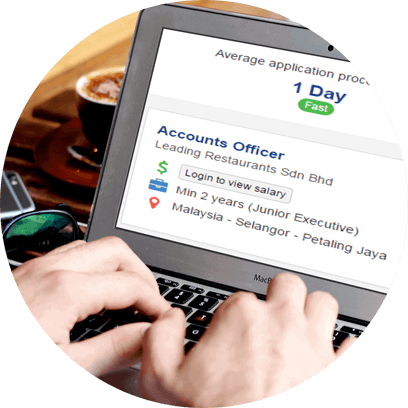 Average application proce
1 Day
Fast
Accounts Officer
Leading Restaurants Sdn Bhd
Login to view salary
Min 2 years (Junior Executive)
Malaysia - Selangor - Petaling Jaya
MacB